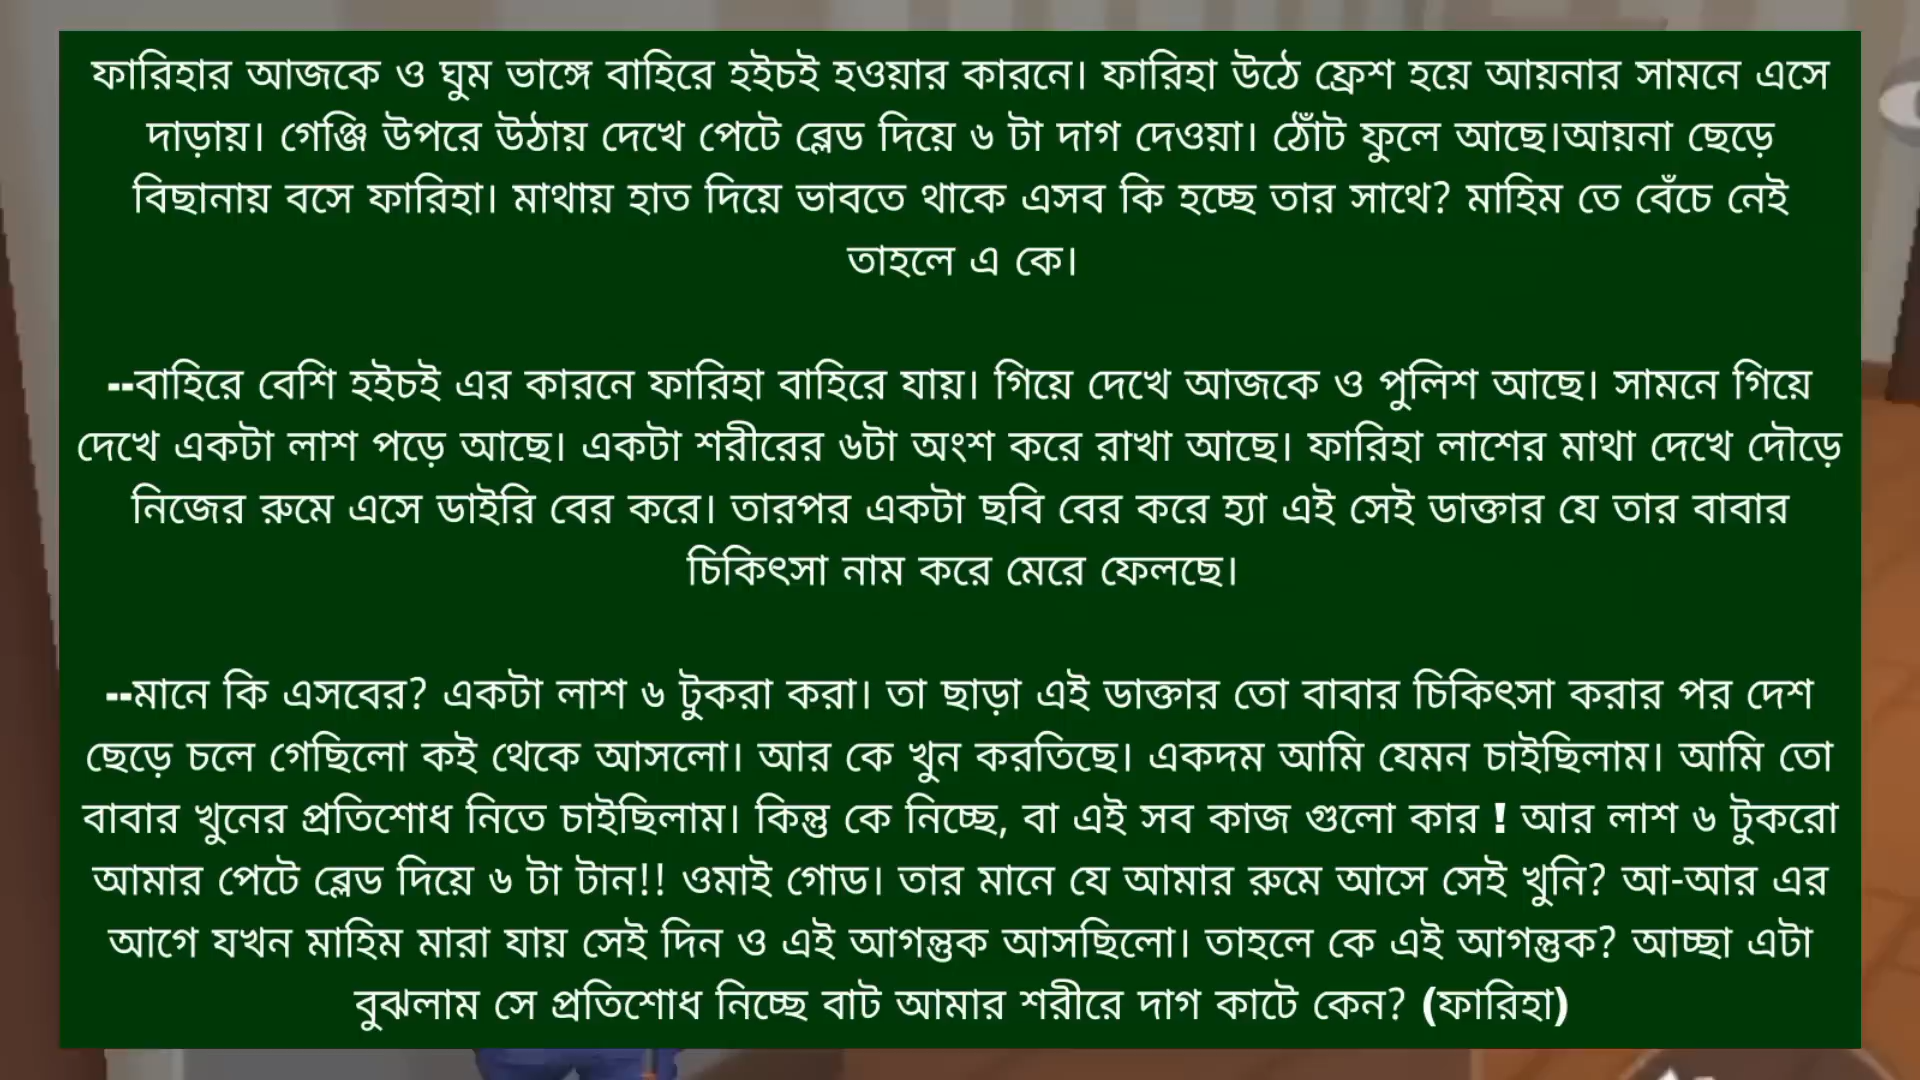 ফারিহার আজকে ও ঘুম ভাঙ্গে বাহিরে হইচই হওয়ার কারনে। ফারিহা উঠে ফ্রেশ হয়ে আয়নার সামনে এসে
দাড়ায়। গেঞ্জি উপরে উঠায় দেখে পেটে ব্লেড দিয়ে ৬ টা দাগ দেওয়া। ঠোঁট ফুলে আছে।আয়না ছেড়ে
বিছানায় বসে ফারিহা। মাথায় হাত দিয়ে ভাবতে থাকে এসব কি হচ্ছে তার সাথে? মাহিম তে বেঁচে নেই
তাহলে এ কে।
--বাহিরে বেশি হইচই এর কারনে ফারিহা বাহিরে যায়। গিয়ে দেখে আজকে ও পুলিশ আছে। সামনে গিয়ে
দেখে একটা লাশ পড়ে আছে। একটা শরীরের ৬টা অংশ করে রাখা আছে। ফারিহা লাশের মাথা দেখে দৌড়ে
নিজের রুমে এসে ডাইরি বের করে। তারপর একটা ছবি বের করে হ্যা এই সেই ডাক্তার যে তার বাবার
চিকিৎসা নাম করে মেরে ফেলছে।
--মানে কি এসবের? একটা লাশ ৬ টুকরা করা। তা ছাড়া এই ডাক্তার তো বাবার চিকিৎসা করার পর দেশ
ছেড়ে চলে গেছিলো কই থেকে আসলো। আর কে খুন করতিছে। একদম আমি যেমন চাইছিলাম। আমি তো
বাবার খুনের প্রতিশোধ নিতে চাইছিলাম। কিন্তু কে নিচ্ছে, বা এই সব কাজ গুলো কার ! আর লাশ ৬ টুকরো
আমার পেটে ব্লেড দিয়ে ৬ টা টান!! ওমাই গোড। তার মানে যে আমার রুমে আসে সেই খুনি? আ-আর এর
আগে যখন মাহিম মারা যায় সেই দিন ও এই আগন্তুক আসছিলো। তাহলে কে এই আগন্তুক? আচ্ছা এটা
বুঝলাম সে প্রতিশোধ নিচ্ছে বাট আমার শরীরে দাগ কাটে কেন? (ফারিহা)